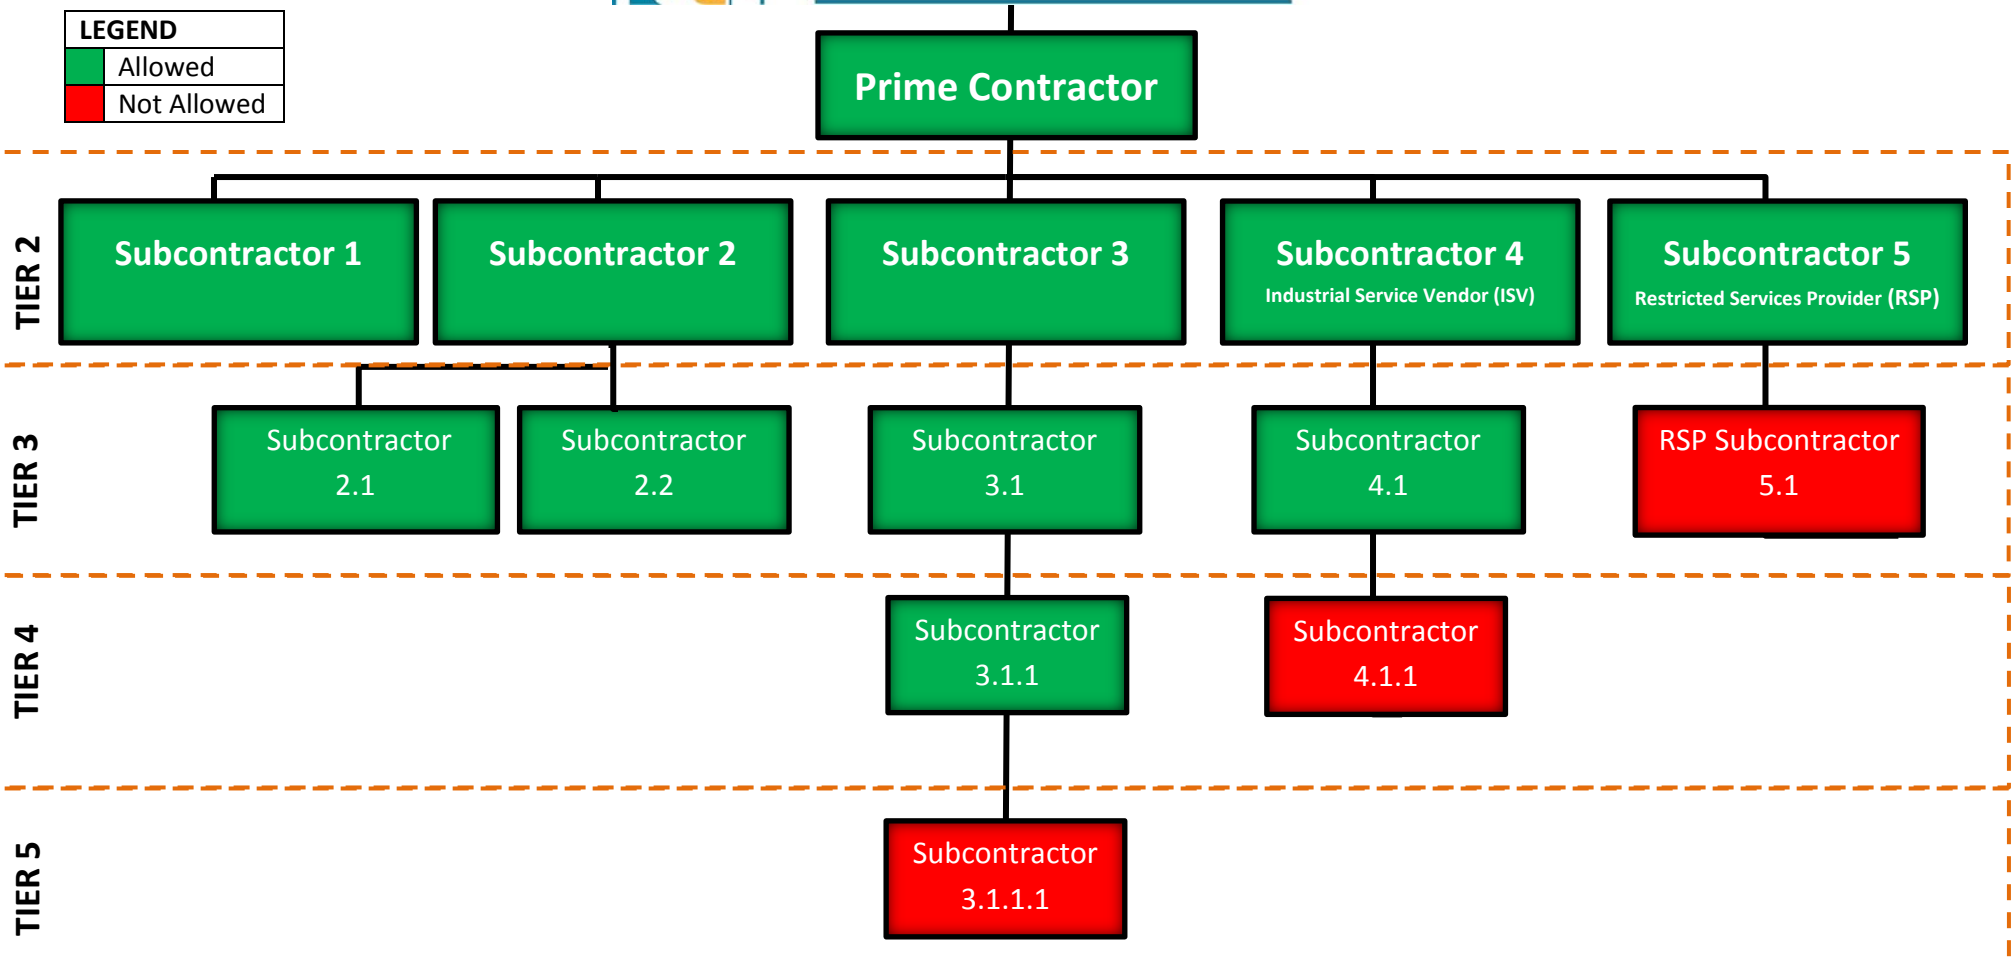 LEGEND
Allowed
Not Allowed
Prime Contractor
TIER 2
Subcontractor 1
Subcontractor 2
Subcontractor 3
Subcontractor 4
Industrial Service Vendor (ISV)
Subcontractor 5
Restricted Services Provider (RSP)
TIER 3
Subcontractor
2.1
Subcontractor
2.2
Subcontractor
3.1
Subcontractor
4.1
RSP Subcontractor
5.1
TIER 4
Subcontractor
3.1.1
Subcontractor
4.1.1
TIER 5
Subcontractor
3.1.1.1